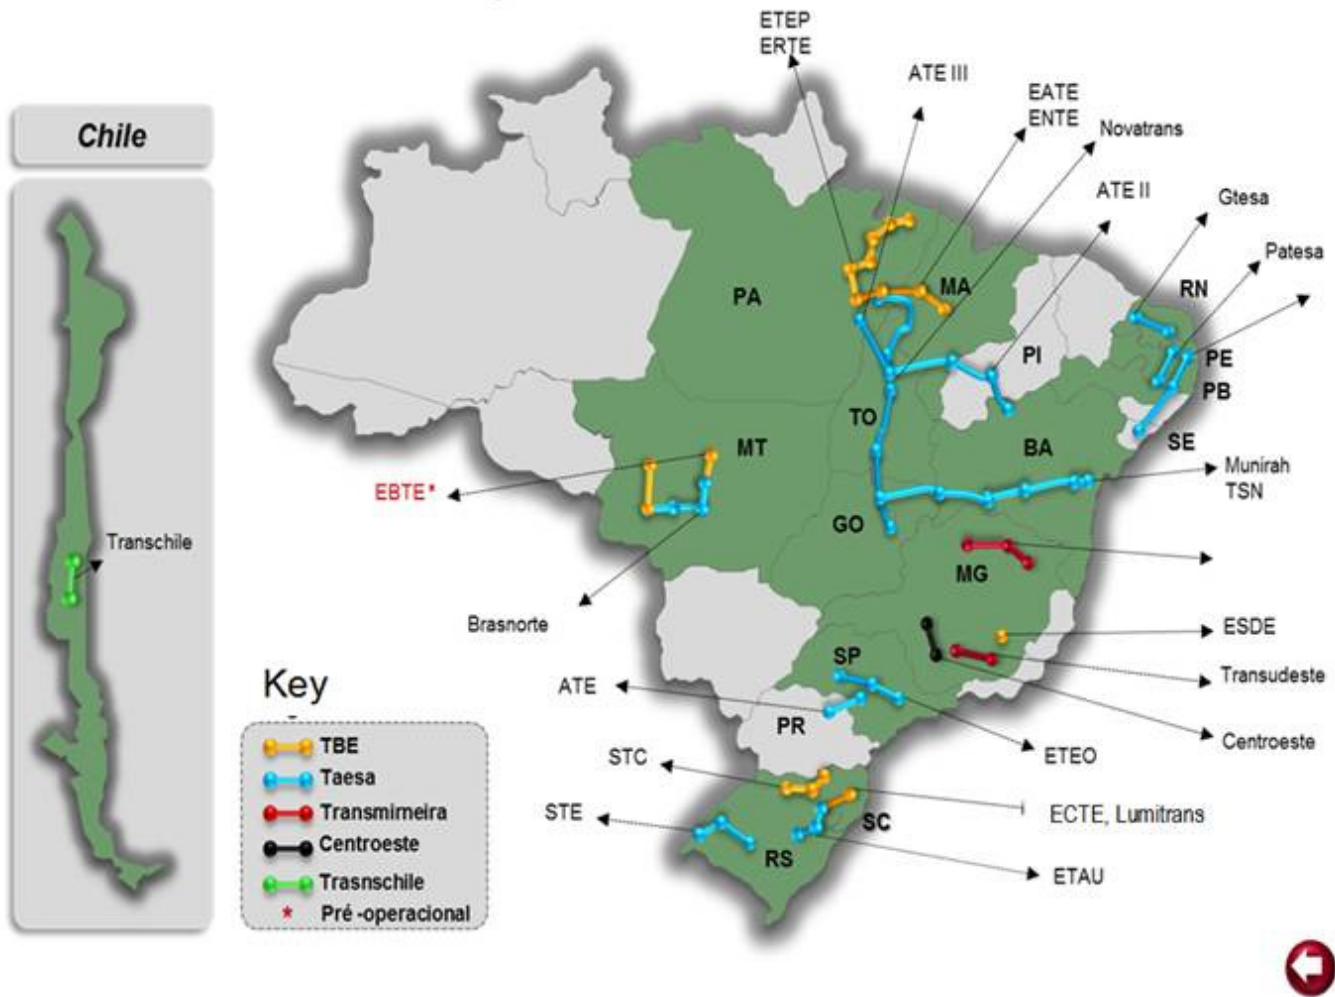 ETEP
ERTE
ATE III
EATE
ENTE
Novatrans
ATE II
Gtesa
Patesa
Chile
PA
MA
RN
PI
PE
PB
TO
SE
MT
BA
EBTE*
Munirah
TSN
GO
Transchile
MG
Brasnorte
ESDE
SP
Transudeste
ATE
Key
PR
Centroeste
ETEO
STC
TBE
Taesa
Transmirneira
Centroeste
Trasnschile
* Pré -operacional
STE
ECTE, Lumitrans
SC
RS
ETAU